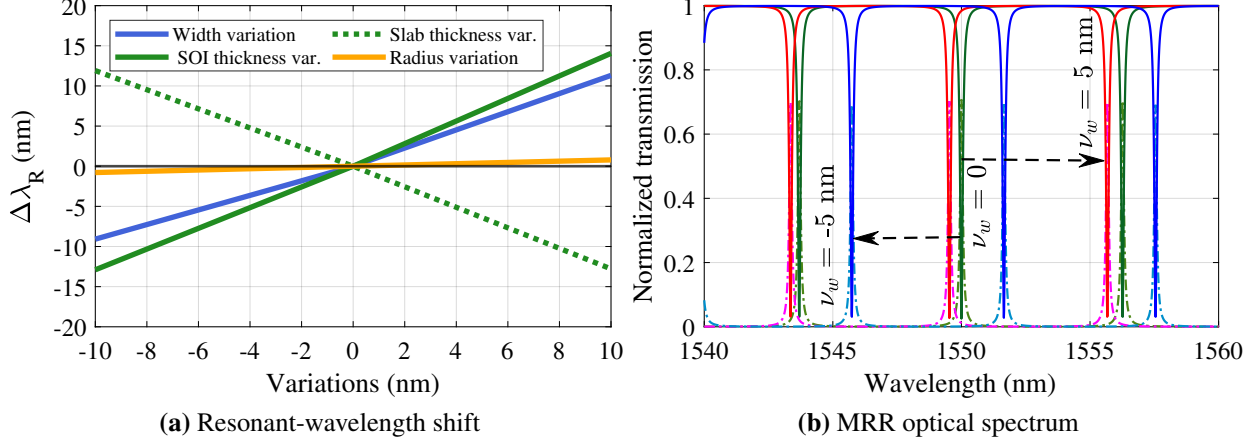 Width variation
Slab thickness var.
SOI thickness var.
Radius variation
20
15
10
5
0
-5
-10
-15
-20
-10 -8 -6 -4 -2 0 2 4 6 8 10
Δλ_R (nm)
Variations (nm)
(a) Resonant-wavelength shift
1
0.8
0.6
0.4
0.2
0
1540 1545 1550 1555 1560
Normalized transmission
ν_w = -5 nm
ν_w = 0
ν_w = 5 nm
Wavelength (nm)
(b) MRR optical spectrum